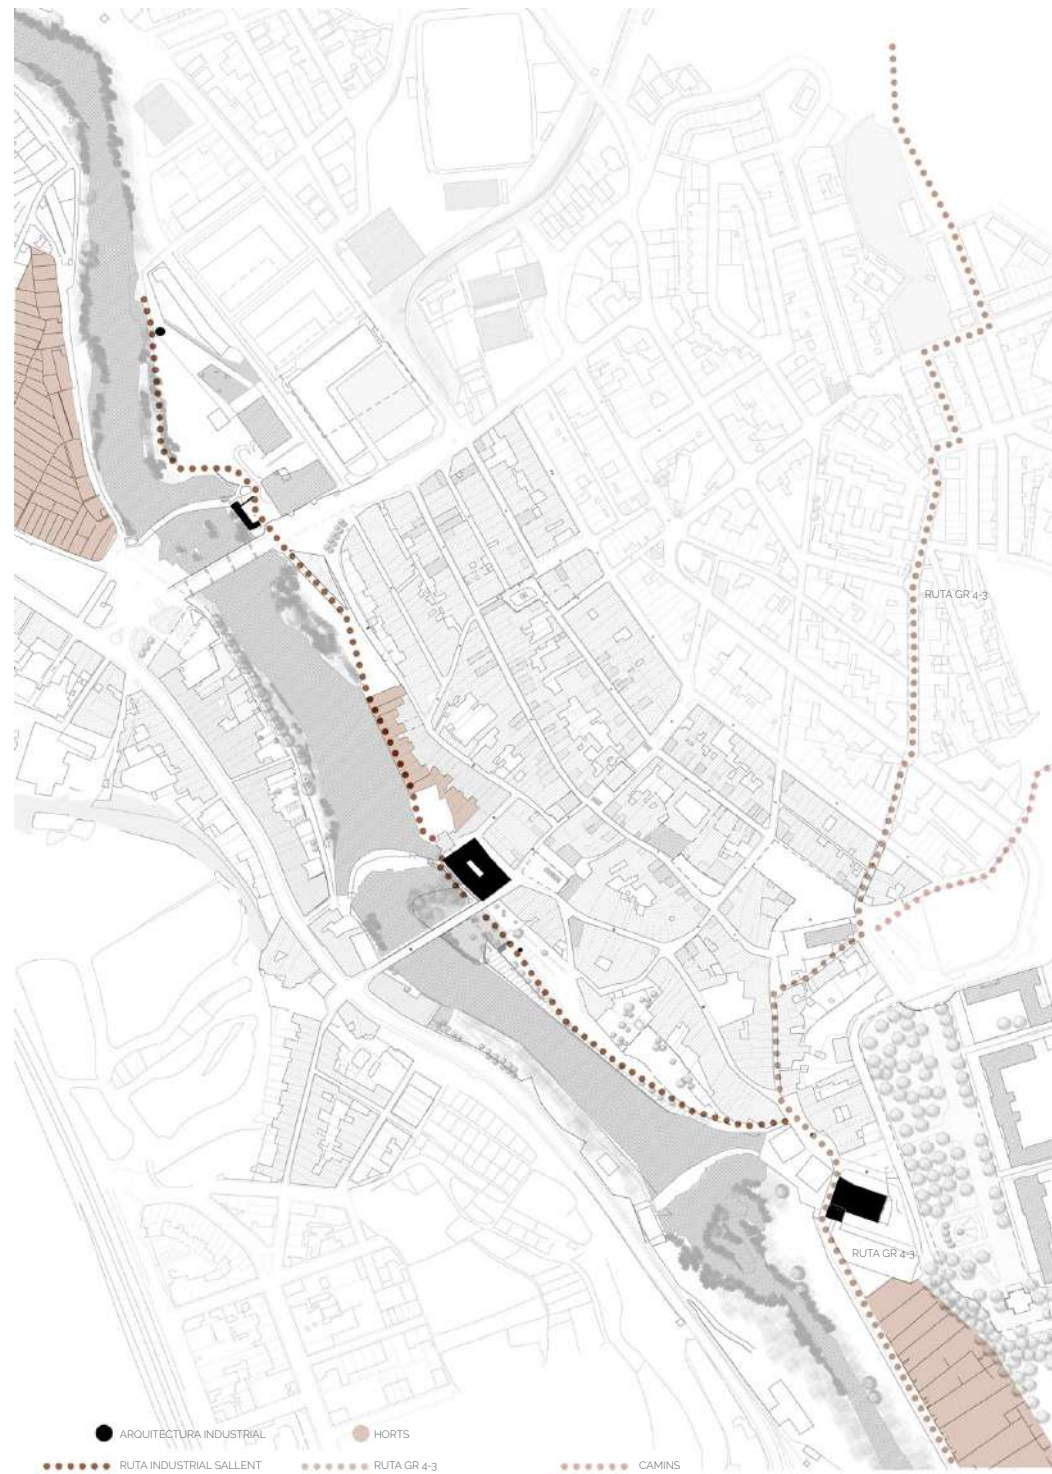 RUTA GR 4-3
RUTA GR 4-3
ARQUITECTURA INDUSTRIAL
HORTS
RUTA INDUSTRIAL SALLENT
RUTA GR 4-3
CAMINS